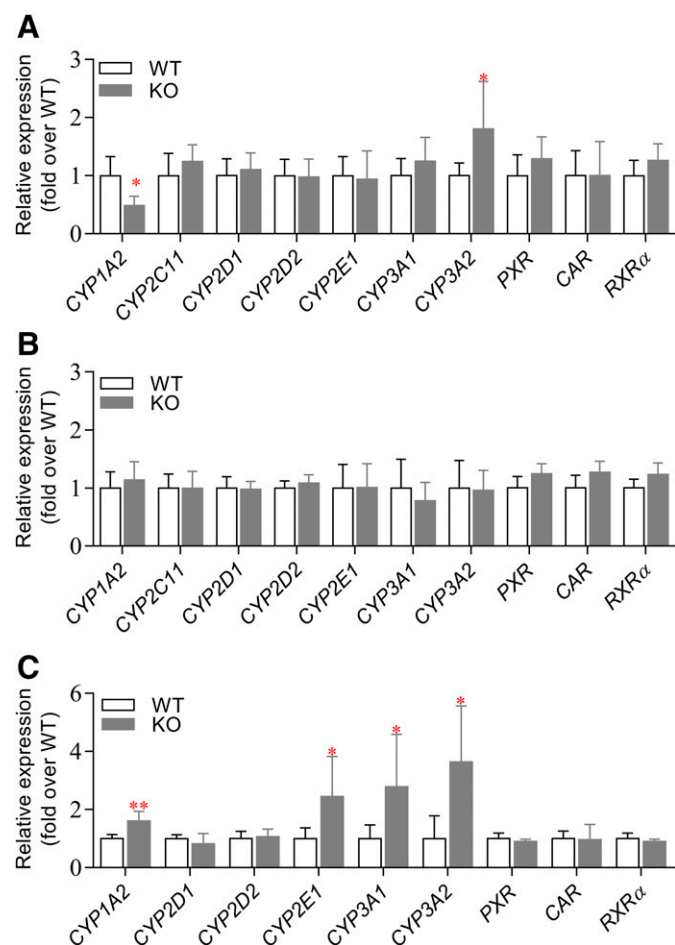 A
Relative expression
(fold over WT)
3
2
1
0
WT
KO
*
*
CYP1A2
CYP2C11
CYP2D1
CYP2D2
CYP2E1
CYP3A1
CYP3A2
PXR
CAR
RXRα
B
Relative expression
(fold over WT)
3
2
1
0
WT
KO
CYP1A2
CYP2C11
CYP2D1
CYP2D2
CYP2E1
CYP3A1
CYP3A2
PXR
CAR
RXRα
C
Relative expression
(fold over WT)
6
4
2
0
WT
KO
**
*
*
*
CYP1A2
CYP2D1
CYP2D2
CYP2E1
CYP3A1
CYP3A2
PXR
CAR
RXRα